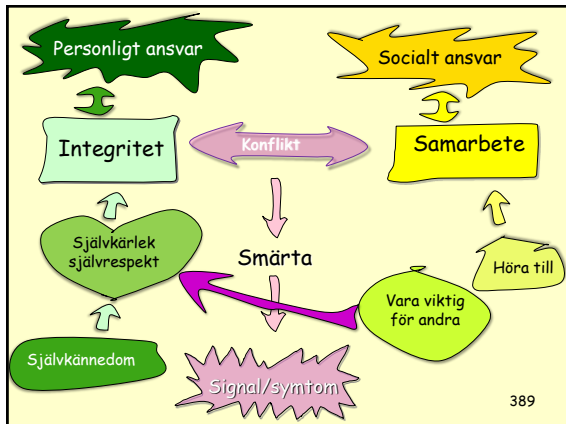 Personligt ansvar
Socialt ansvar
Integritet
Konflikt
Samarbete
Självkärlek
självrespekt
Smärta
Höra till
Vara viktig
för andra
Självkännedom
Signal/symtom
389